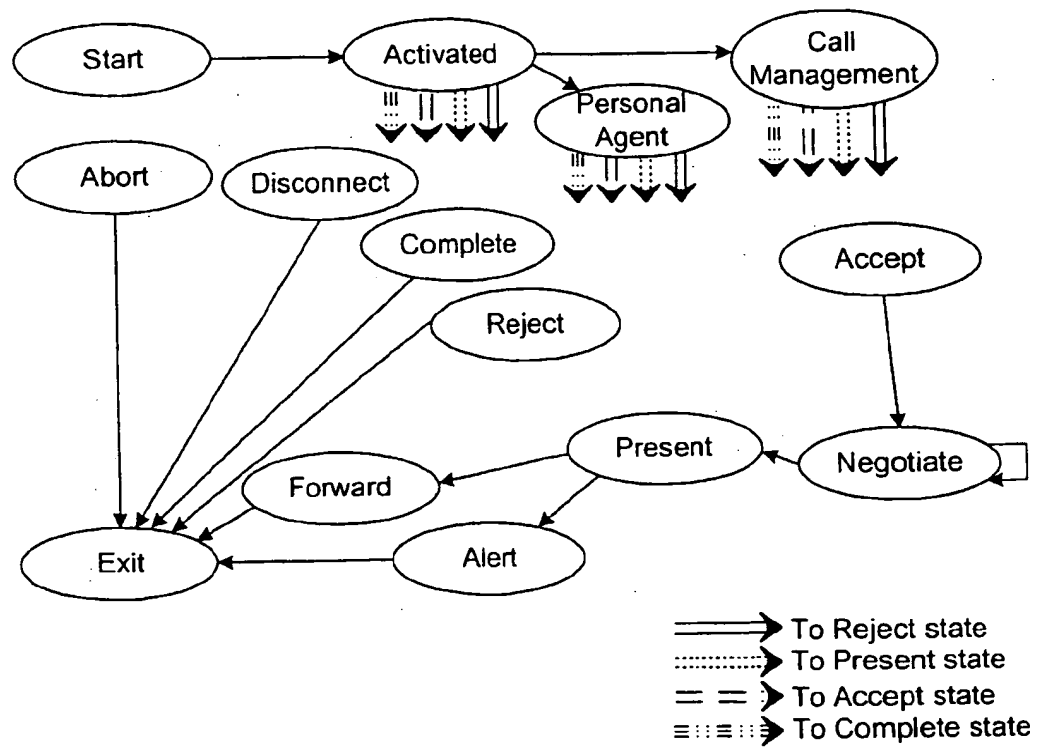 Start
Activated
Call
Management
Personal
Agent
Abort
Disconnect
Complete
Accept
Reject
Present
Negotiate
Forward
Exit
Alert
To Reject state
To Present state
To Accept state
To Complete state